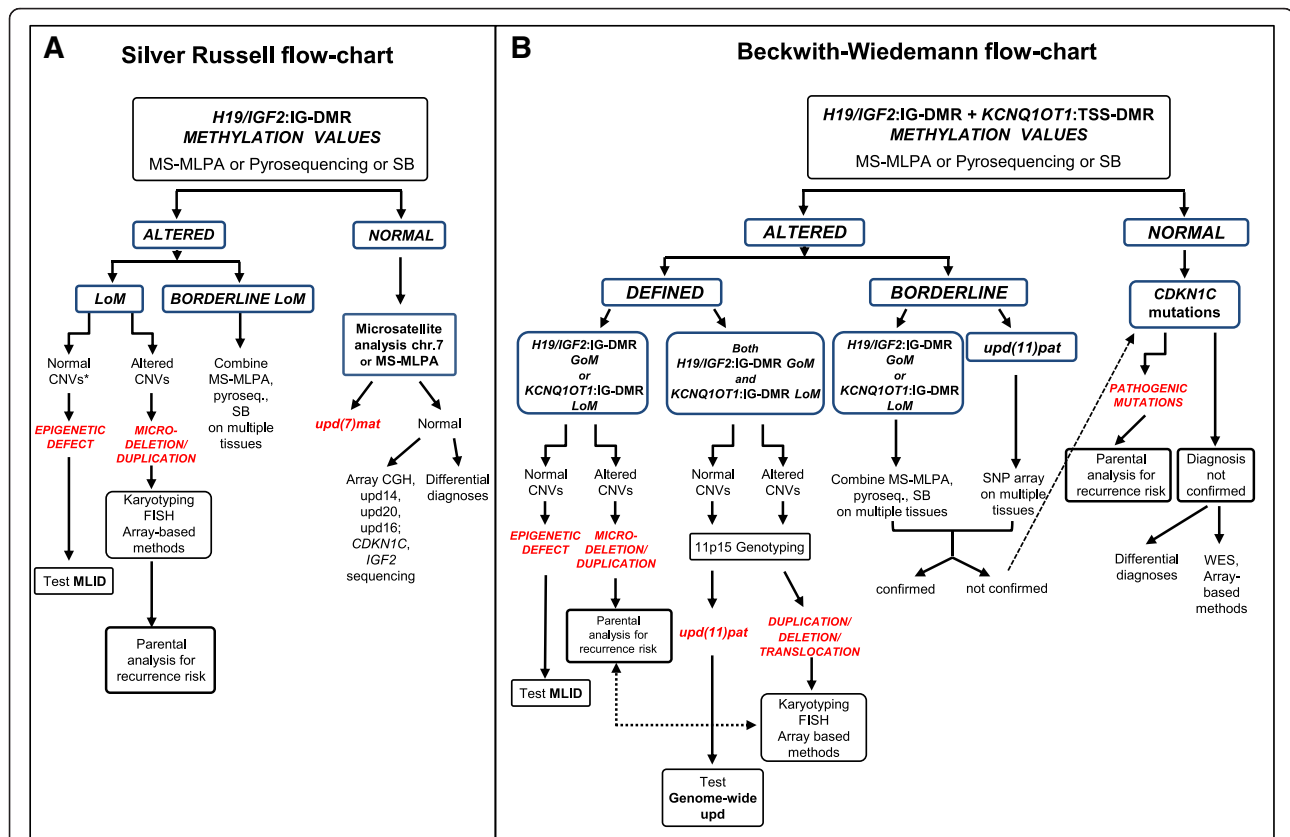 A
Silver Russell flow-chart
H19/IGF2:IG-DMR
METHYLATION VALUES
MS-MLPA or Pyrosequencing or SB
ALTERED
NORMAL
LoM
BORDERLINE LoM
Microsatellite
analysis chr.7
or MS-MLPA
Normal
CNVs*
Altered
CNVs
Combine
MS-MLPA,
pyroseq.,
SB
on multiple
tissues
EPIGENETIC
DEFECT
MICRO-
DELETION/
DUPLICATION
upd(7)mat
Normal
Array CGH,
upd14,
upd20,
upd16;
CDKN1C,
IGF2
sequencing
Differential
diagnoses
Karyotyping
FISH
Array-based
methods
Test MLID
Parental
analysis for
recurrence risk
B
Beckwith-Wiedemann flow-chart
H19/IGF2:IG-DMR + KCNQ1OT1:TSS-DMR
METHYLATION VALUES
MS-MLPA or Pyrosequencing or SB
ALTERED
NORMAL
DEFINED
BORDERLINE
CDKN1C
mutations
H19/IGF2:IG-DMR
GoM
or
KCNQ1OT1:IG-DMR
LoM
Both
H19/IGF2:IG-DMR GoM
and
KCNQ1OT1:IG-DMR LoM
H19/IGF2:IG-DMR
GoM
or
KCNQ1OT1:IG-DMR
LoM
upd(11)pat
PATHOGENIC
MUTATIONS
Normal
CNVs
Altered
CNVs
Normal
CNVs
Altered
CNVs
Combine MS-MLPA,
pyroseq., SB
on multiple tissues
SNP array
on multiple
tissues
Parental
analysis for
recurrence risk
Diagnosis
not
confirmed
EPIGENETIC
DEFECT
MICRO-
DELETION/
DUPLICATION
11p15 Genotyping
confirmed
not confirmed
Differential
diagnoses
WES,
Array-
based
methods
Parental
analysis for
recurrence risk
upd(11)pat
DUPLICATION/
DELETION/
TRANSLOCATION
Test MLID
Karyotyping
FISH
Array based
methods
Test
Genome-wide
upd